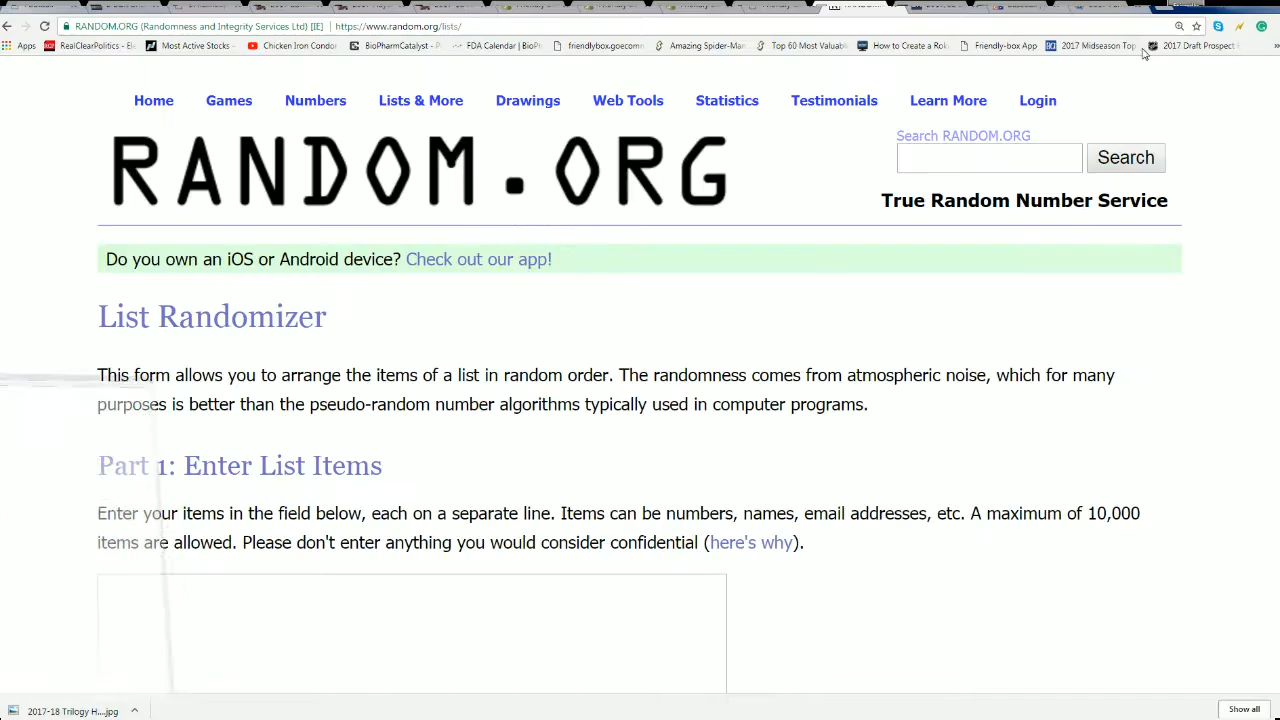 RANDOM.ORG (Randomness and Integrity Services Ltd) [IE] https://www.random.org/lists/
Apps RealClearPolitics - Ele Most Active Stocks - Chicken Iron Condor BioPharmCatalyst - P FDA Calendar | BioP friendlybox.goecomm Amazing Spider-Man Top 60 Most Valuabl How to Create a Rok Friendly-box App 2017 Midseason Top 2017 Draft Prospect
Home Games Numbers Lists & More Drawings Web Tools Statistics Testimonials Learn More Login
RANDOM.ORG
Search RANDOM.ORG
Search
True Random Number Service
Do you own an iOS or Android device? Check out our app!
List Randomizer
This form allows you to arrange the items of a list in random order. The randomness comes from atmospheric noise, which for many
purposes is better than the pseudo-random number algorithms typically used in computer programs.
Part 1: Enter List Items
Enter your items in the field below, each on a separate line. Items can be numbers, names, email addresses, etc. A maximum of 10,000
items are allowed. Please don't enter anything you would consider confidential (here's why).
2017-18 Trilogy H....jpg
Show all